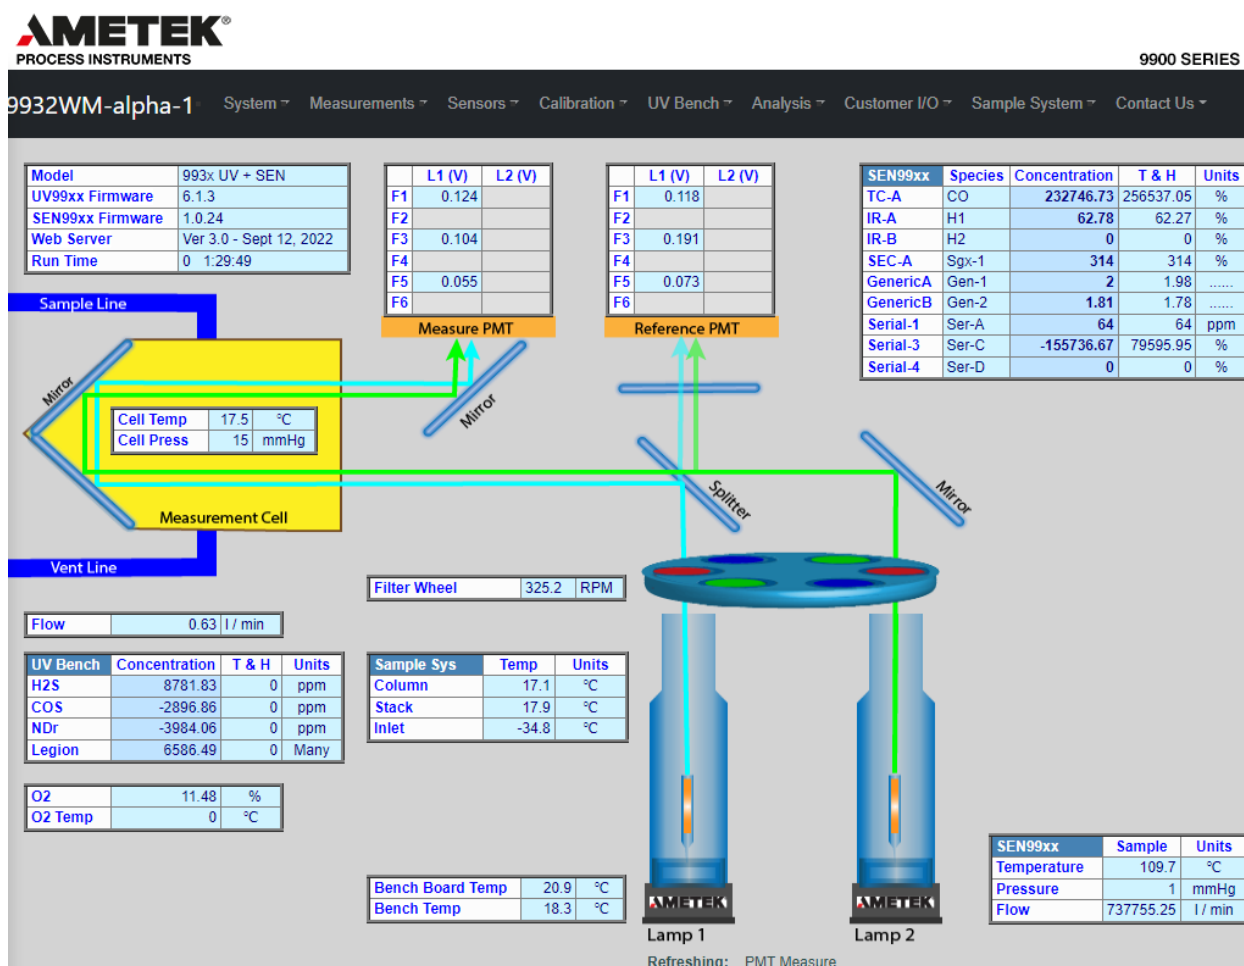 AMETEK®
PROCESS INSTRUMENTS
9900 SERIES
9932WM-alpha-1 System Measurements Sensors Calibration UV Bench Analysis Customer I/O Sample System Contact Us
Model 993x UV + SEN
UV99xx Firmware 6.1.3
SEN99xx Firmware 1.0.24
Web Server Ver 3.0 - Sept 12, 2022
Run Time 0 1:29:49
L1 (V) L2 (V)
F1 0.124
F2
F3 0.104
F4
F5 0.055
F6
Measure PMT
L1 (V) L2 (V)
F1 0.118
F2
F3 0.191
F4
F5 0.073
F6
Reference PMT
SEN99xx Species Concentration T & H Units
TC-A CO 232746.73 256537.05 %
IR-A H1 62.78 62.27 %
IR-B H2 0 0 %
SEC-A Sgx-1 314 314 %
GenericA Gen-1 2 1.98 ......
GenericB Gen-2 1.81 1.78 ......
Serial-1 Ser-A 64 64 ppm
Serial-3 Ser-C -155736.67 79595.95 %
Serial-4 Ser-D 0 0 %
Sample Line
Mirror
Cell Temp 17.5 °C
Cell Press 15 mmHg
Mirror
Measurement Cell
Splitter
Mirror
Vent Line
Filter Wheel 325.2 RPM
Flow 0.63 l / min
UV Bench Concentration T & H Units
H2S 8781.83 0 ppm
COS -2896.86 0 ppm
NDr -3984.06 0 ppm
Legion 6586.49 0 Many
Sample Sys Temp Units
Column 17.1 °C
Stack 17.9 °C
Inlet -34.8 °C
O2 11.48 %
O2 Temp 0 °C
Bench Board Temp 20.9 °C
Bench Temp 18.3 °C
AMETEK
Lamp 1
AMETEK
Lamp 2
SEN99xx Sample Units
Temperature 109.7 °C
Pressure 1 mmHg
Flow 737755.25 l / min
Refreshing: PMT Measure